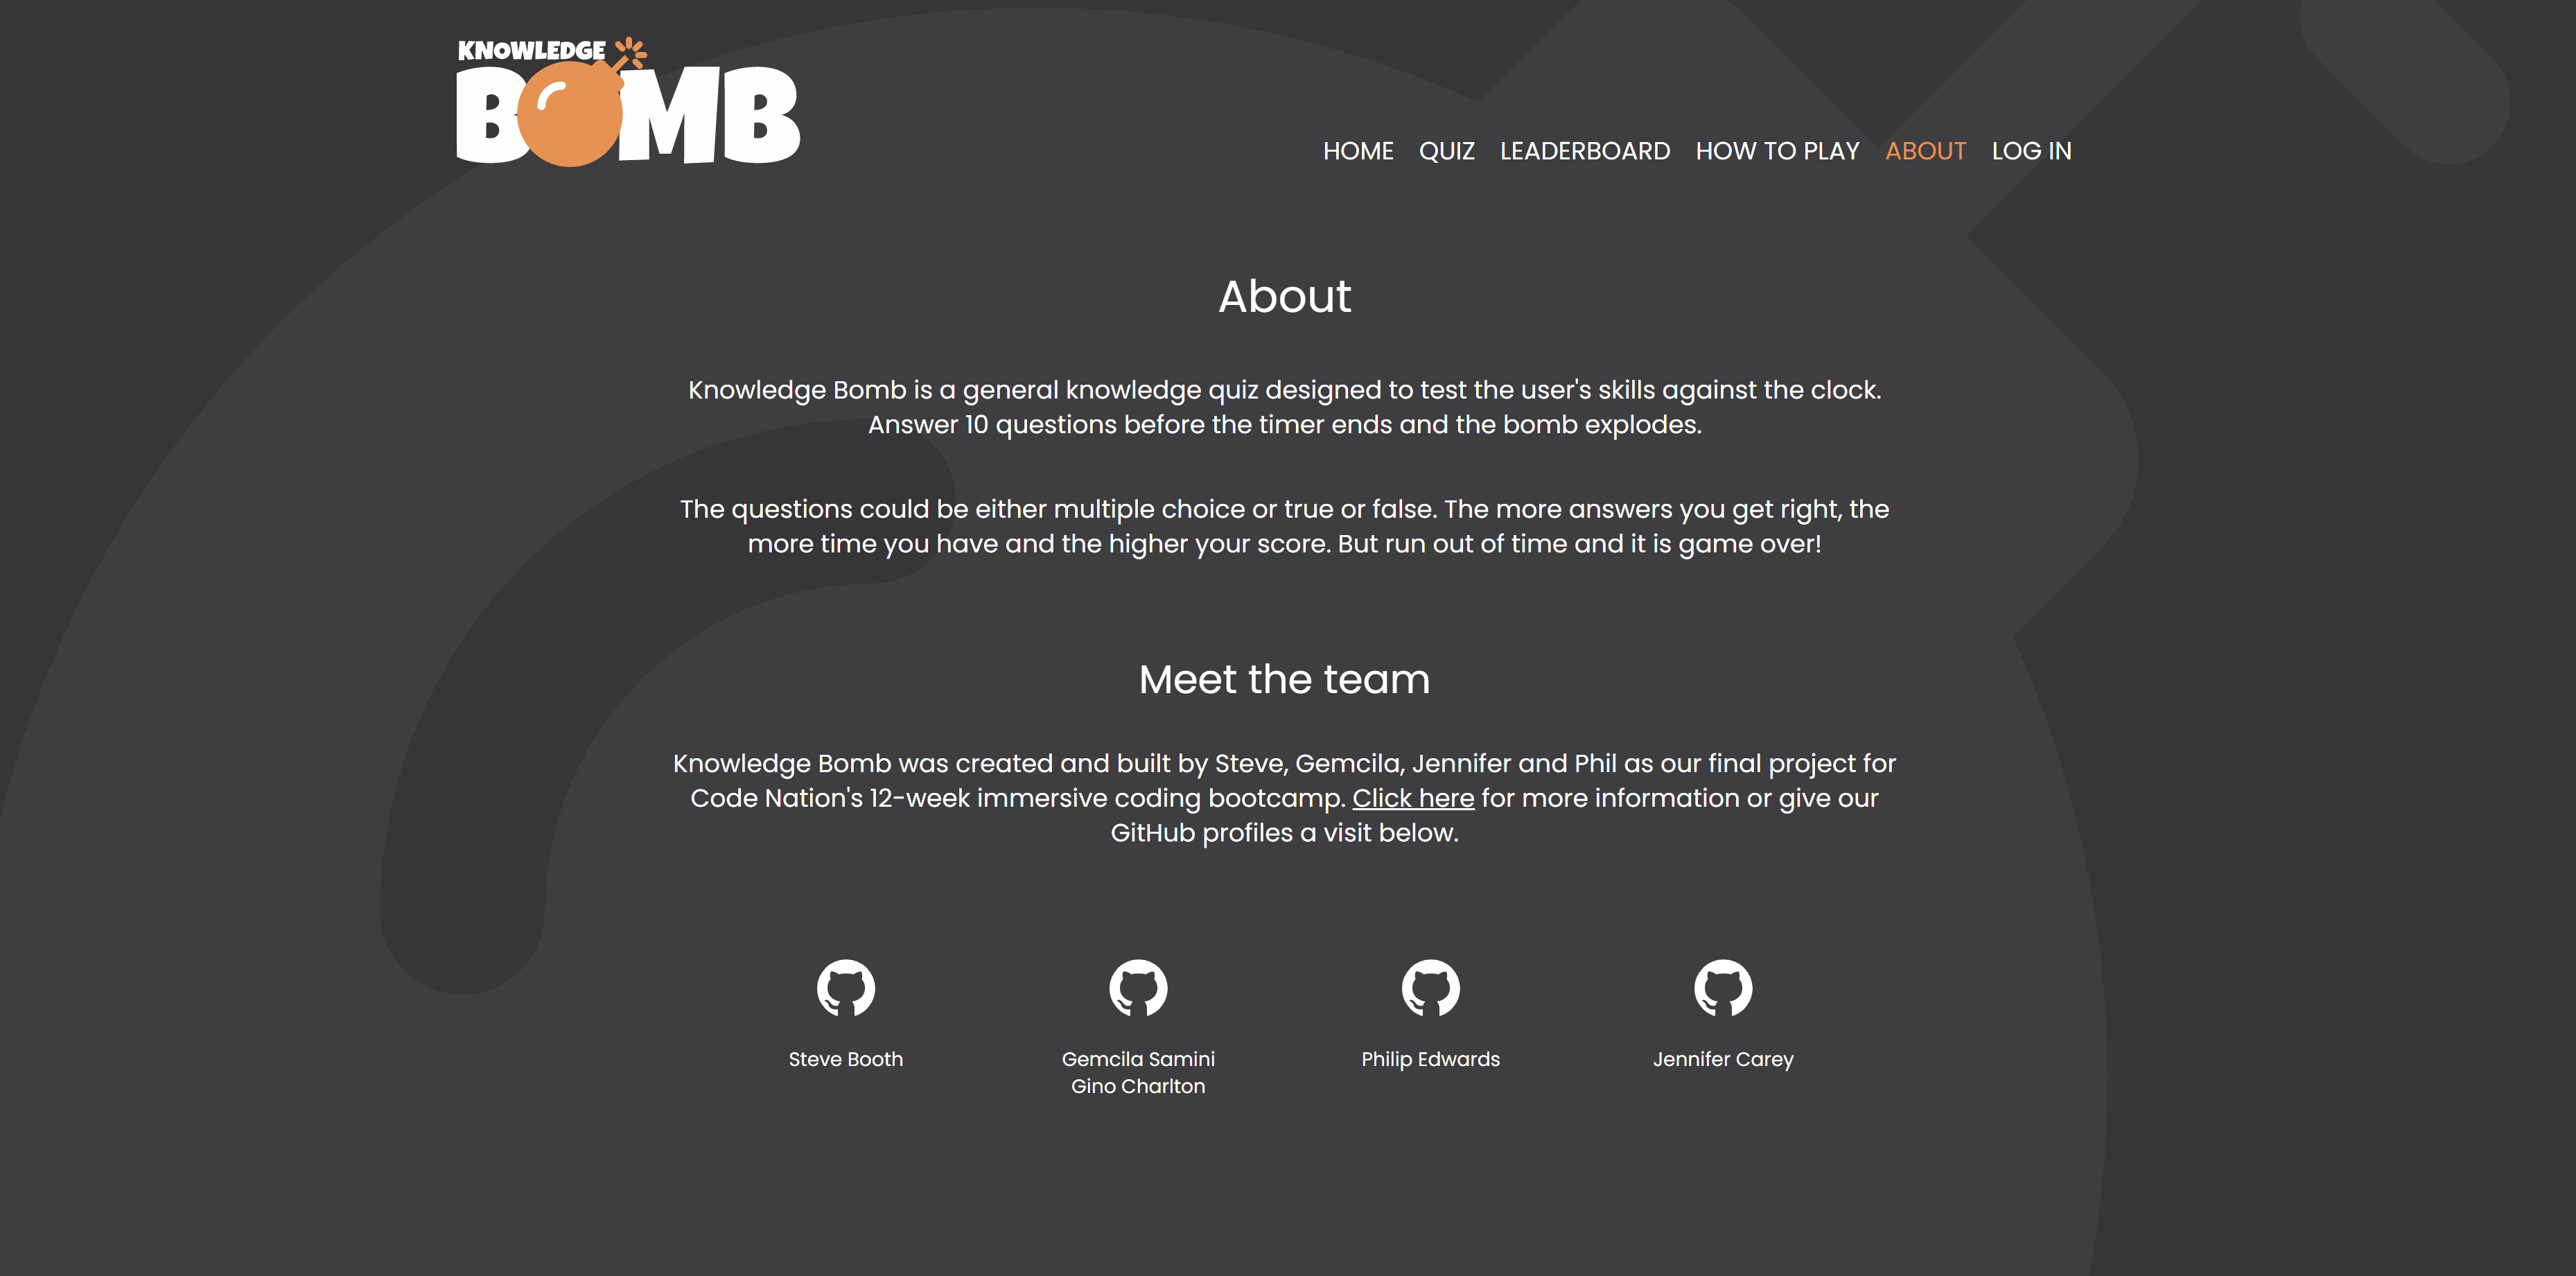 KNOWLEDGE
BOMB
HOME QUIZ LEADERBOARD HOW TO PLAY ABOUT LOG IN
About
Knowledge Bomb is a general knowledge quiz designed to test the user's skills against the clock.
Answer 10 questions before the timer ends and the bomb explodes.
The questions could be either multiple choice or true or false. The more answers you get right, the
more time you have and the higher your score. But run out of time and it is game over!
Meet the team
Knowledge Bomb was created and built by Steve, Gemcila, Jennifer and Phil as our final project for
Code Nation's 12-week immersive coding bootcamp. Click here for more information or give our
GitHub profiles a visit below.
Steve Booth
Gemcila Samini
Gino Charlton
Philip Edwards
Jennifer Carey